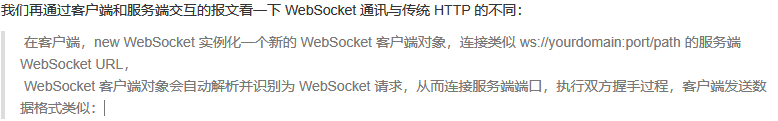 我们再通过客户端和服务端交互的报文看一下 WebSocket 通讯与传统 HTTP 的不同：
在客户端，new WebSocket 实例化一个新的 WebSocket 客户端对象，连接类似 ws://yourdomain:port/path 的服务端
WebSocket URL，
WebSocket 客户端对象会自动解析并识别为 WebSocket 请求，从而连接服务端端口，执行双方握手过程，客户端发送数
据格式类似：